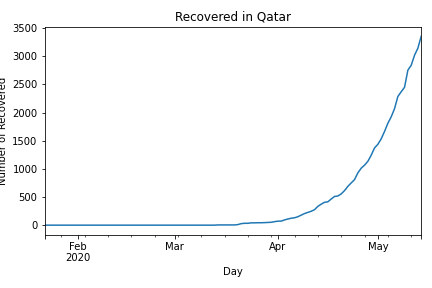 Recovered in Qatar
3500
3000
2500
2000
1500
1000
500
0
Number of Recovered
Feb
2020
Mar
Apr
May
Day